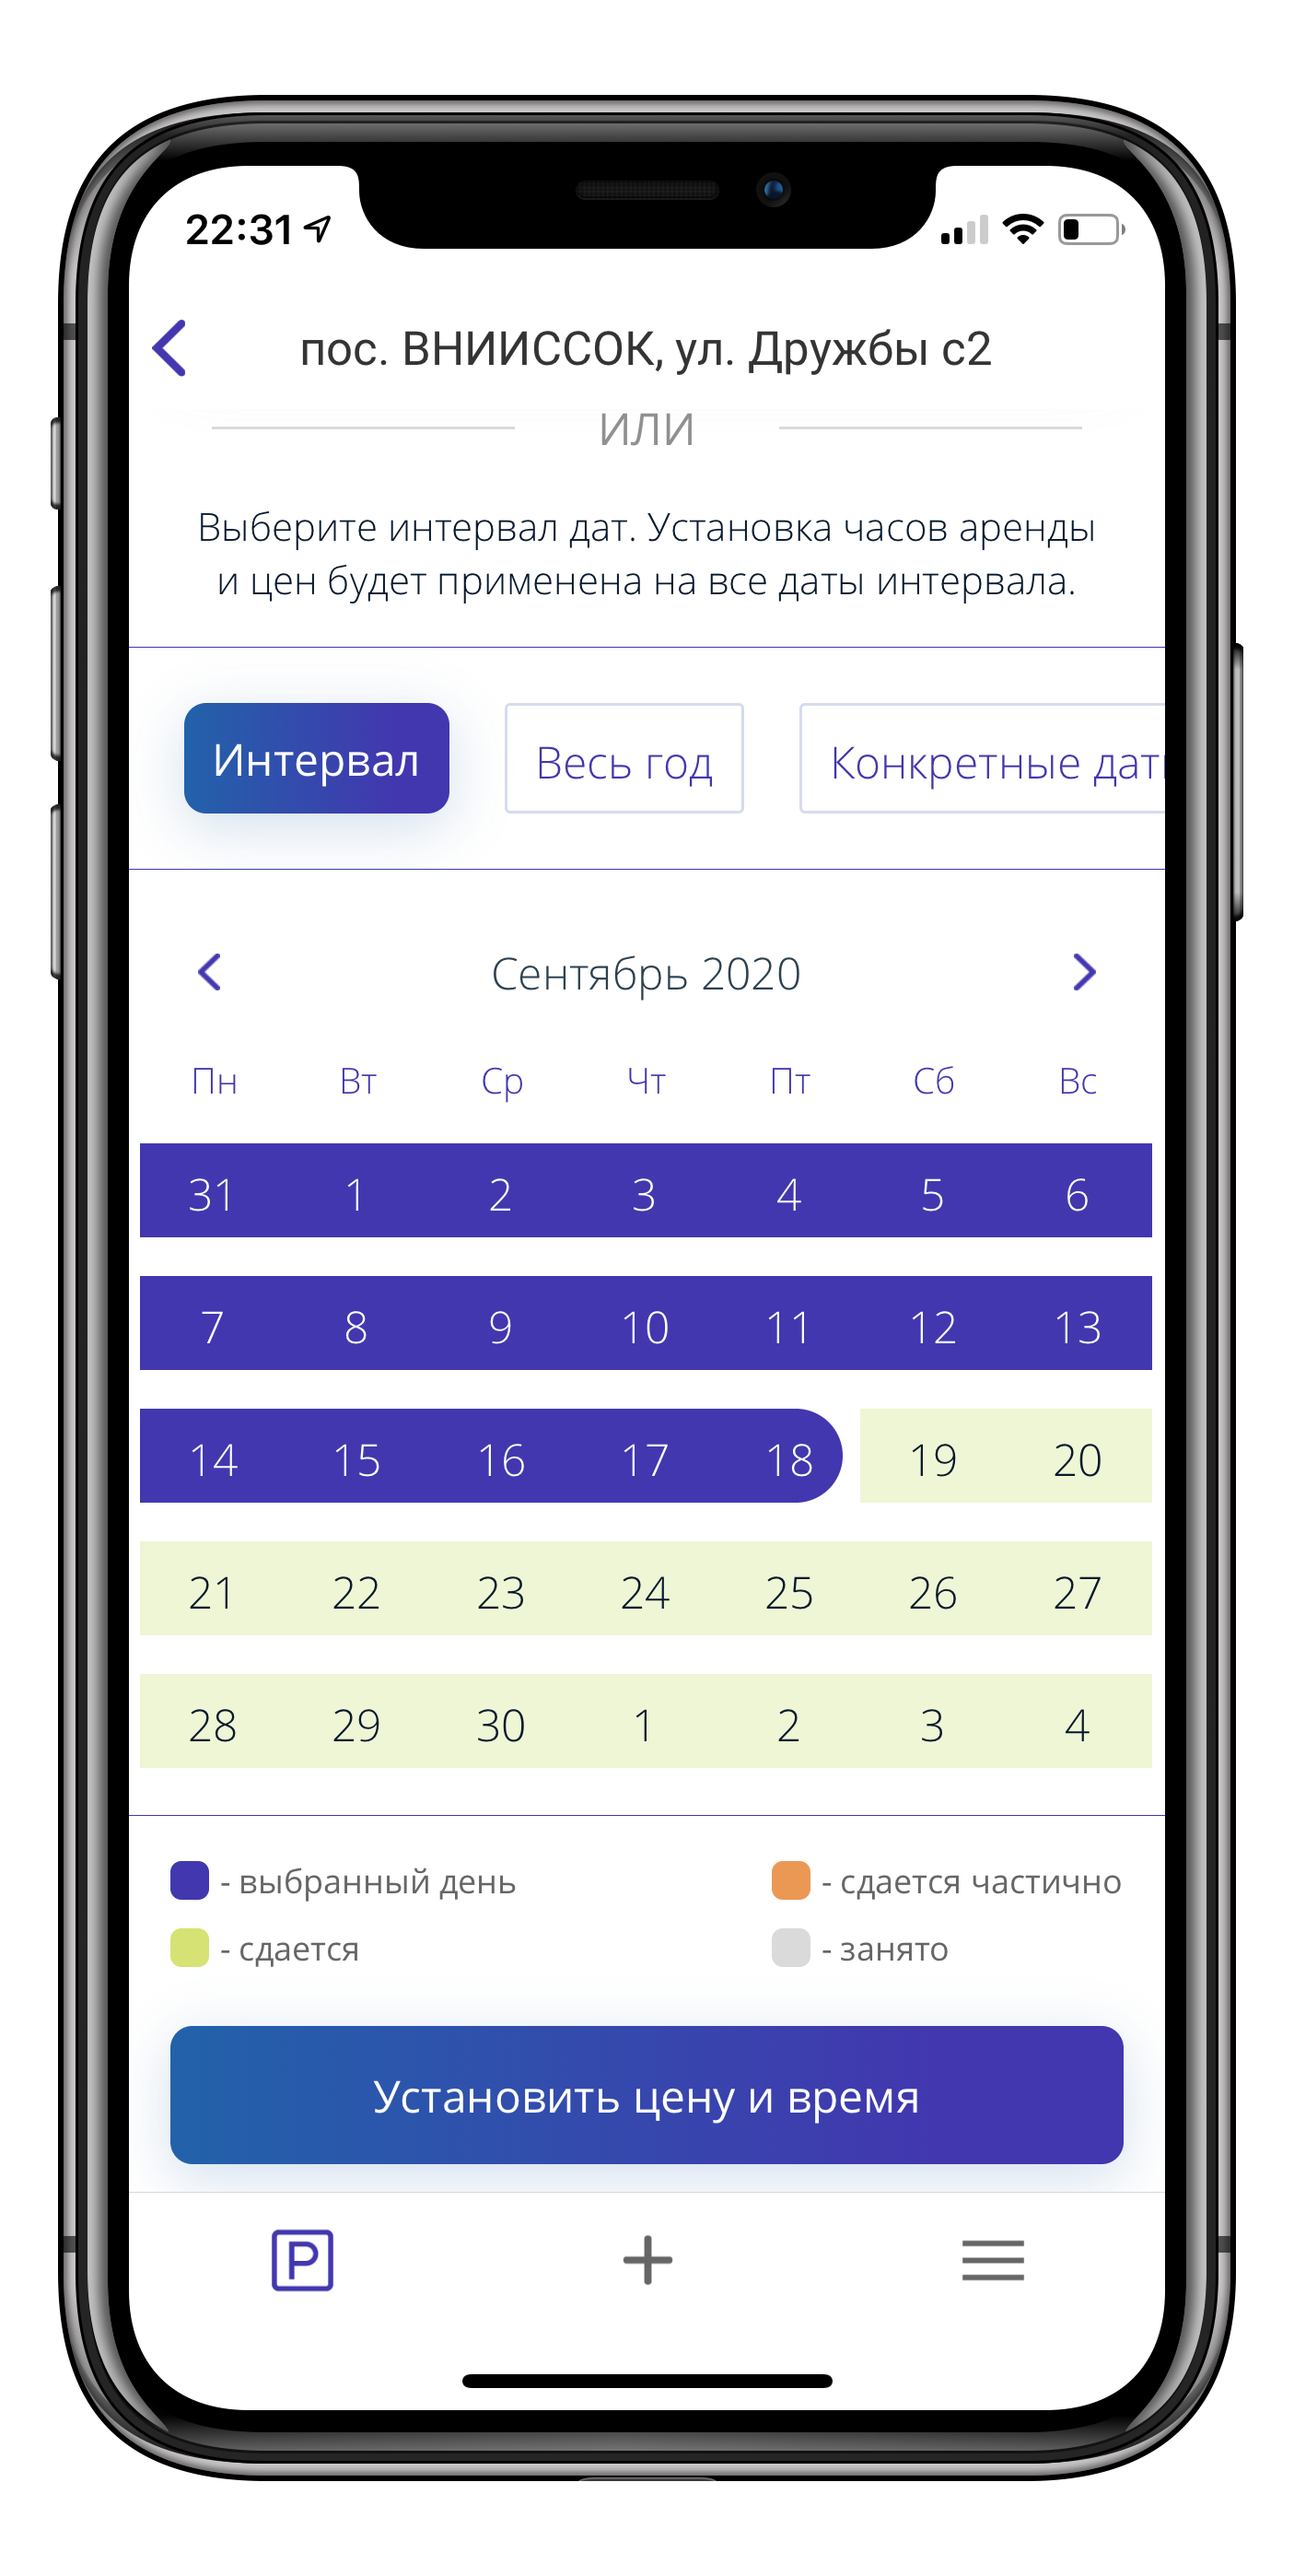 22:31
пос. ВНИИССОК, ул. Дружбы с2
ИЛИ
Выберите интервал дат. Установка часов аренды
и цен будет применена на все даты интервала.
Интервал Весь год Конкретные дат
Сентябрь 2020
Пн Вт Ср Чт Пт Сб Вс
31 1 2 3 4 5 6
7 8 9 10 11 12 13
14 15 16 17 18 19 20
21 22 23 24 25 26 27
28 29 30 1 2 3 4
- выбранный день - сдается частично
- сдается - занято
Установить цену и время
P